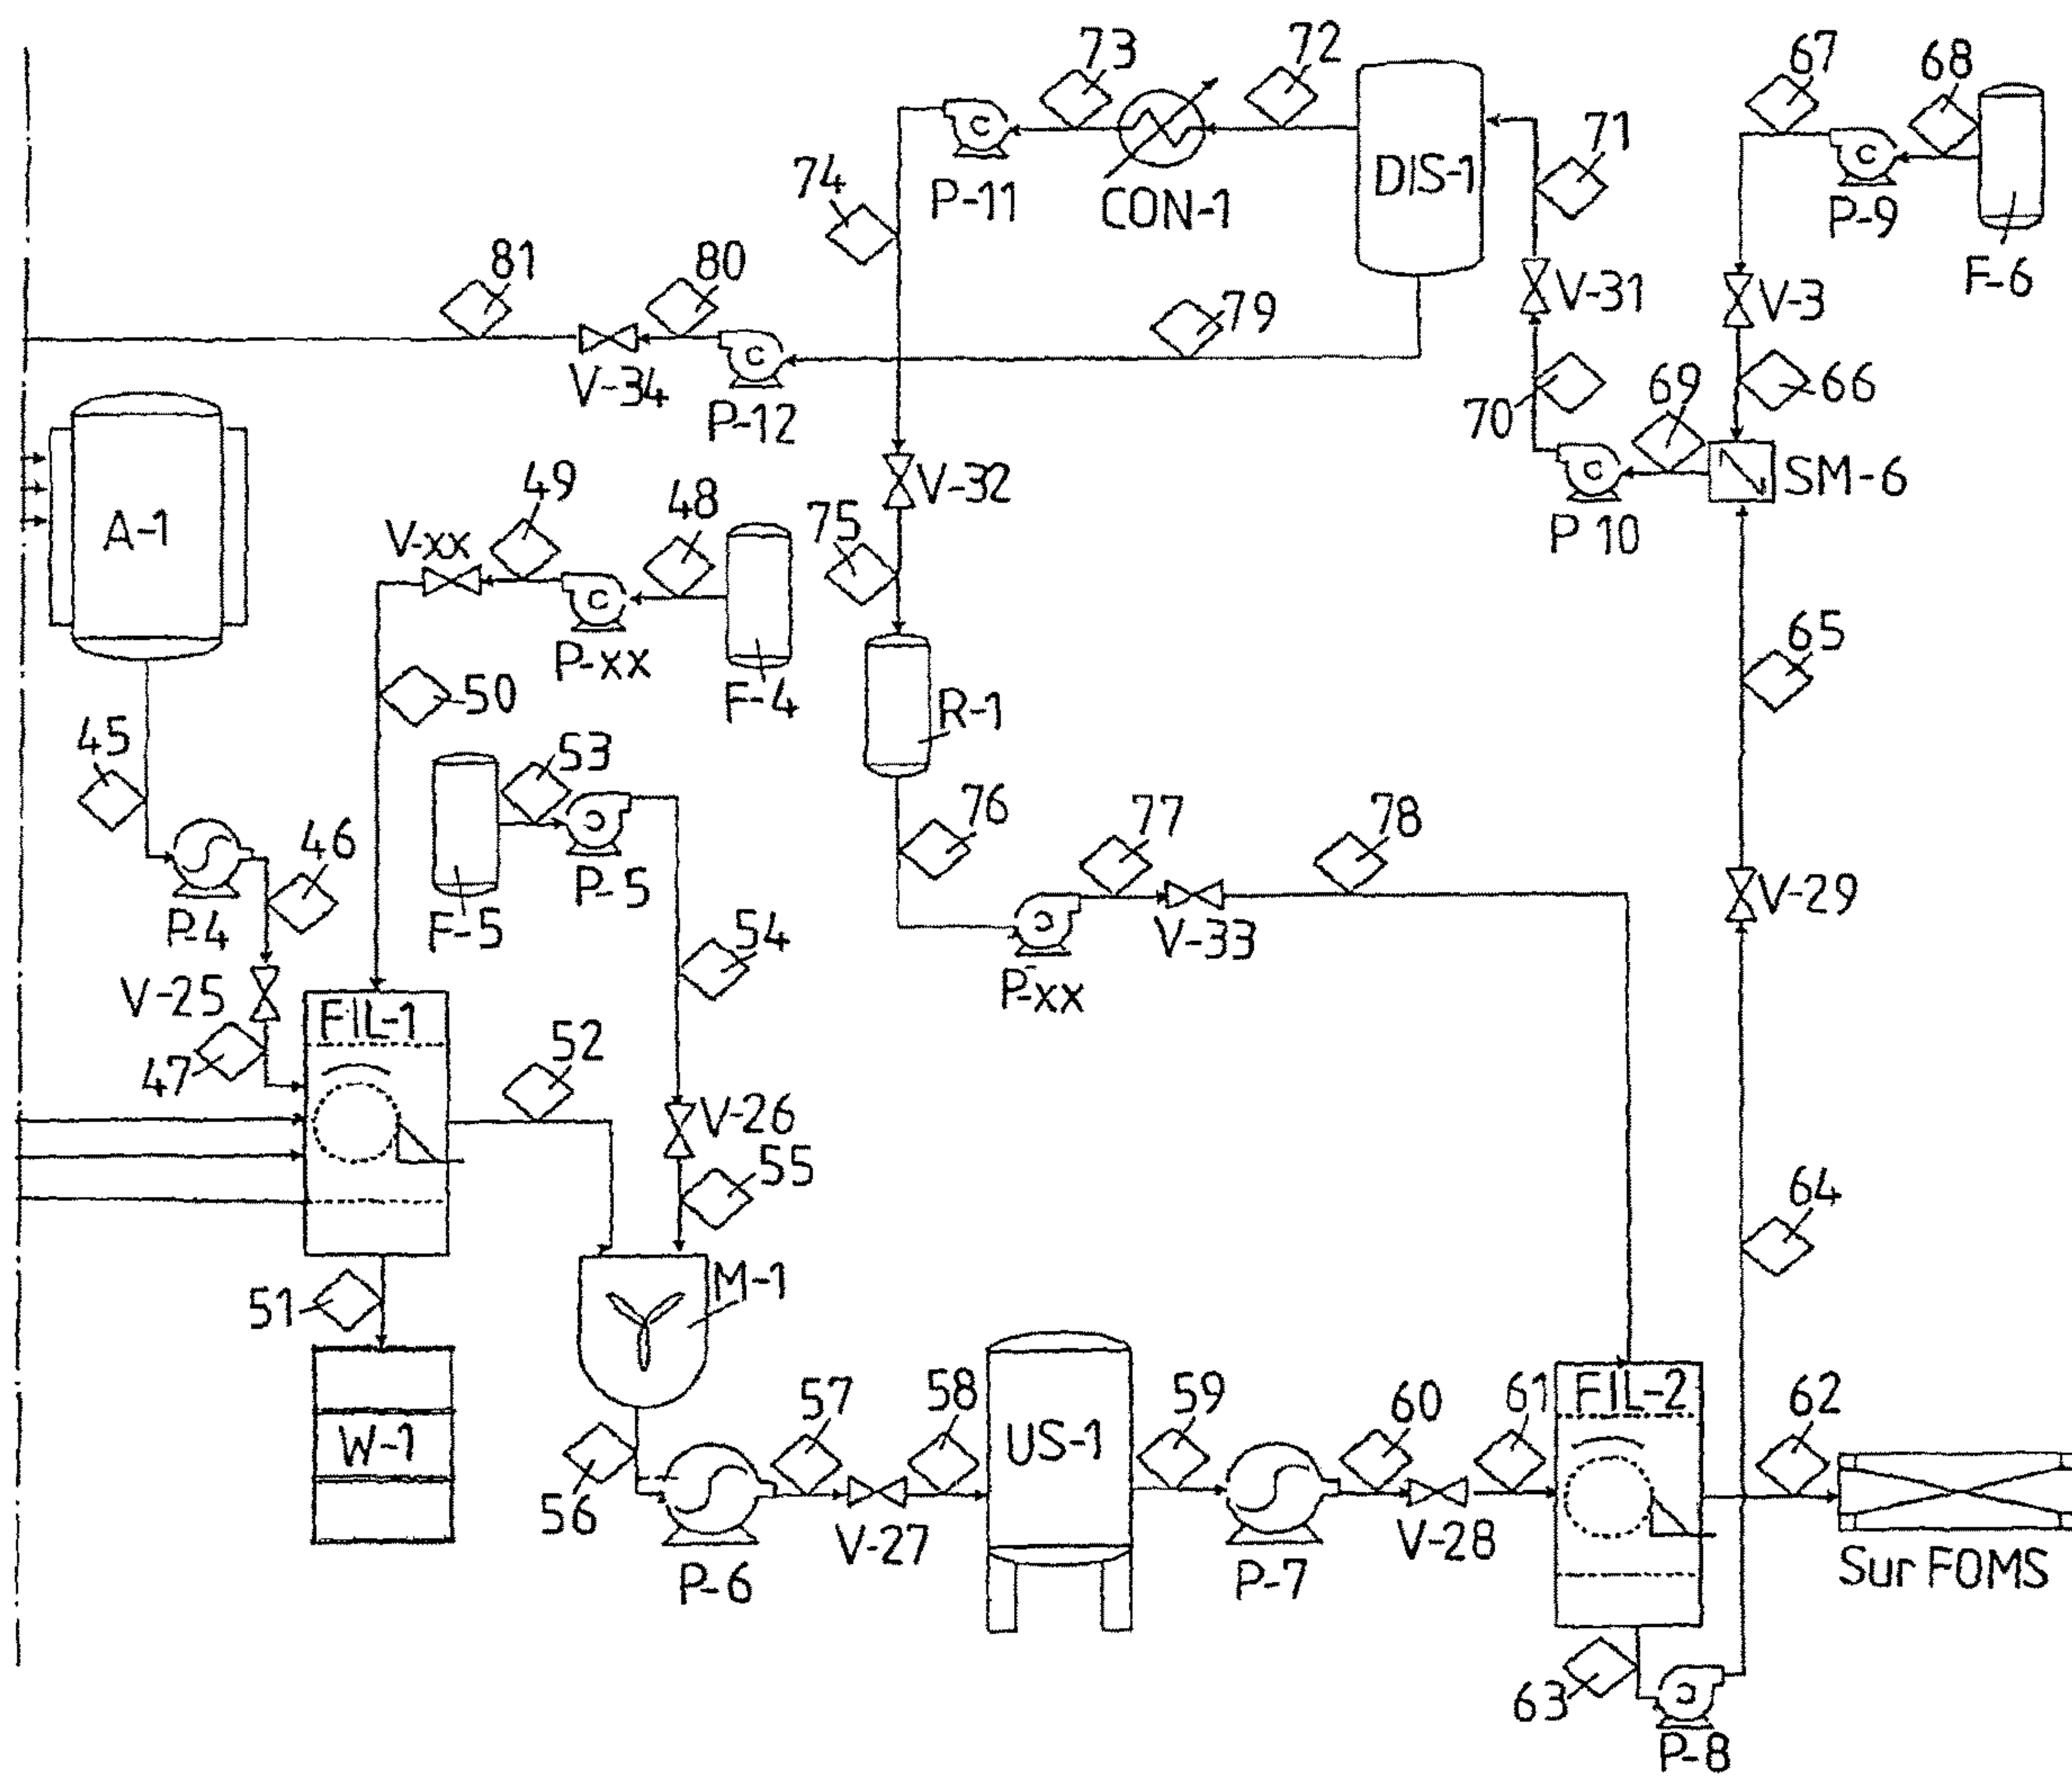 73
72
67
68
71
DIS-1
P-11
CON-1
74
P-9
F-6
81
80
79
V-31
V-3
V-34
P-12
70
69
66
SM-6
P 10
A-1
49
48
V-32
V-xx
75
P-xx
F-4
50
R-1
65
45
53
46
P-5
76
77
78
P-4
F-5
54
V-29
V-33
P-xx
V-25
FIL-1
47
52
V-26
55
64
51
M-1
W-1
57
58
US-1
59
60
61
FIL-2
62
56
P-6
V-27
P-7
V-28
Sur FOMS
63
P-8